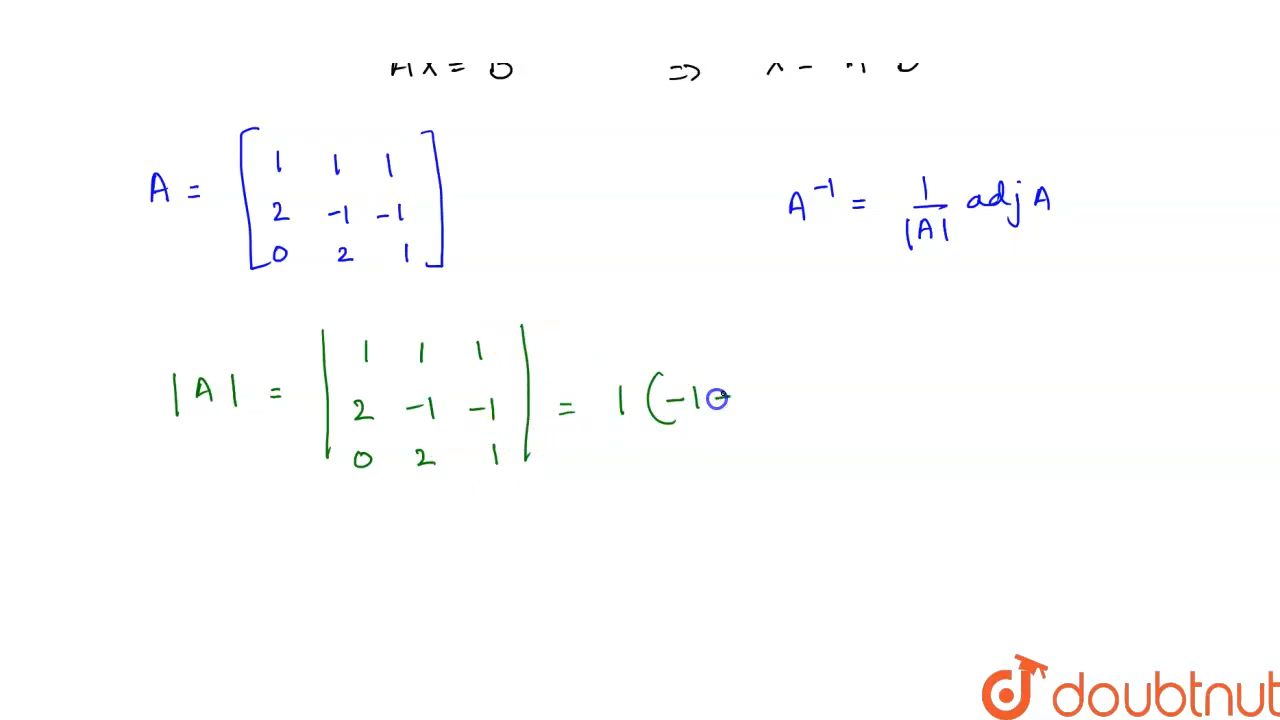 A =
1 1 1
2 -1 -1
0 2 1
A⁻¹ = 1/|A| adj A
|A| =
1 1 1
2 -1 -1
0 2 1
= 1 (-1
doubtnut